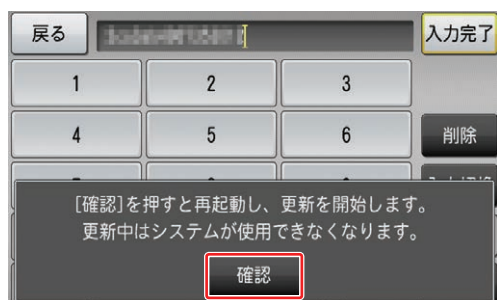 戻る
入力完了
1 2 3
4 5 6 削除
[確認]を押すと再起動し、更新を開始します。
更新中はシステムが使用できなくなります。
確認